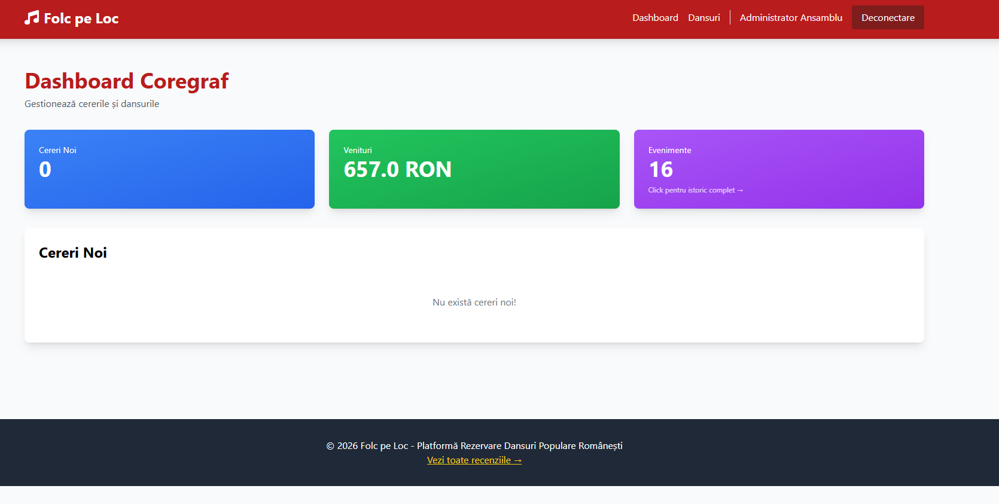 Folc pe Loc
Dashboard Dansuri Administrator Ansamblu Deconectare
Dashboard Coregraf
Gestionează cererile și dansurile
Cereri Noi
0
Venituri
657.0 RON
Evenimente
16
Click pentru istoric complet →
Cereri Noi
Nu există cereri noi!
© 2026 Folc pe Loc - Platformă Rezervare Dansuri Populare Românești
Vezi toate recenziile →